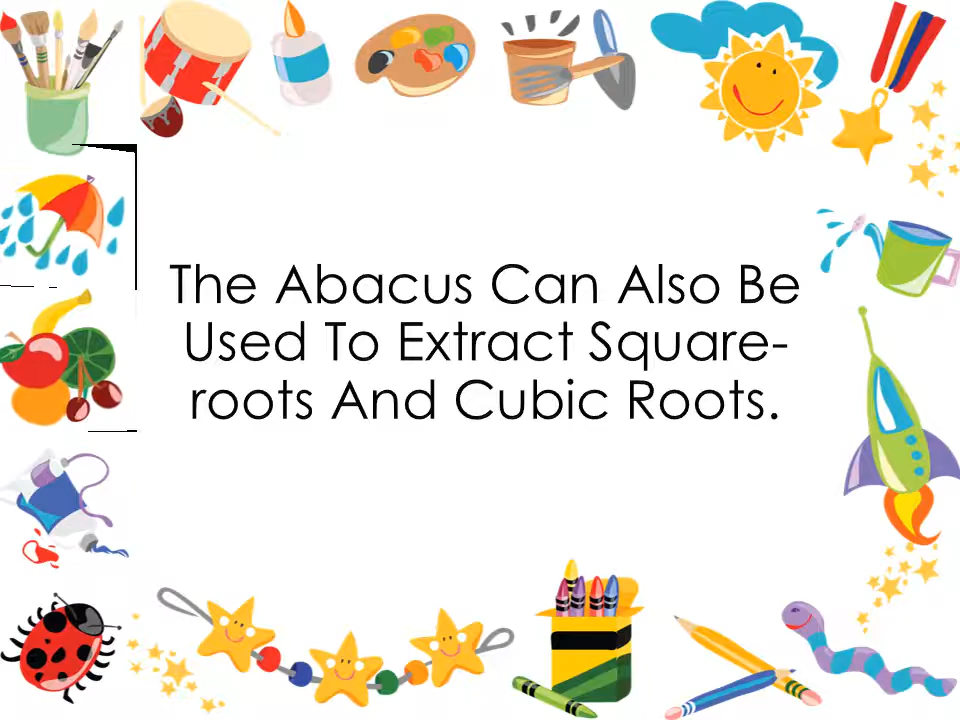 The Abacus Can Also Be
Used To Extract Square-
roots And Cubic Roots.